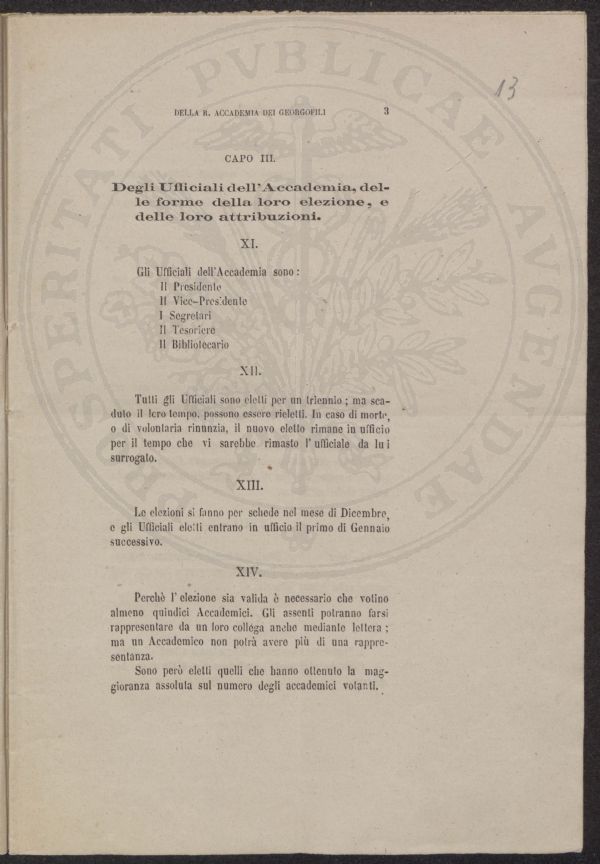 13
DELLA R. ACCADEMIA DEI GEORGOFILI 3
CAPO III.
Degli Ufficiali dell'Accademia, del-
le forme della loro elezione, e
delle loro attribuzioni.
XI.
Gli Ufficiali dell'Accademia sono:
Il Presidente
Il Vice-Presidente
I Segretari
Il Tesoriere
Il Bibliotecario
XII.
Tutti gli Ufficiali sono eletti per un triennio; ma sca-
duto il loro tempo, possono essere rieletti. In caso di morte,
o di volontaria rinunzia, il nuovo eletto rimane in ufficio
per il tempo che vi sarebbe rimasto l'ufficiale da lui
surrogato.
XIII.
Le elezioni si fanno per schede nel mese di Dicembre,
e gli Ufficiali eletti entrano in ufficio il primo di Gennaio
successivo.
XIV.
Perchè l'elezione sia valida è necessario che votino
almeno quindici Accademici. Gli assenti potranno farsi
rappresentare da un loro collega anche mediante lettera;
ma un Accademico non potrà avere più di una rappre-
sentanza.
Sono però eletti quelli che hanno ottenuto la mag-
gioranza assoluta sul numero degli accademici votanti.
PROSPERITATI PVBLICAE AVGENDAE